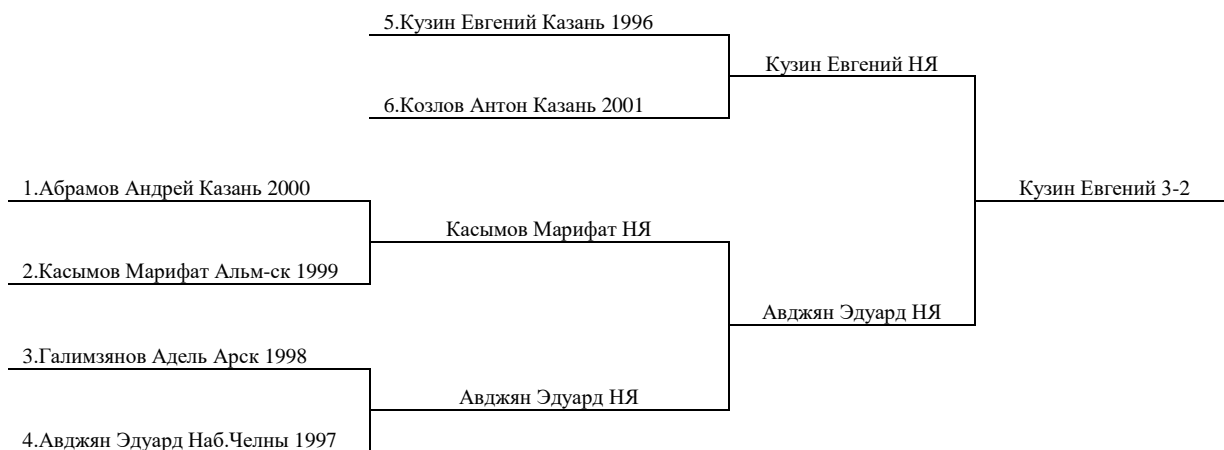 5.Кузин Евгений Казань 1996
Кузин Евгений НЯ
6.Козлов Антон Казань 2001
1.Абрамов Андрей Казань 2000
Кузин Евгений 3-2
Касымов Марифат НЯ
2.Касымов Марифат Альм-ск 1999
Авджян Эдуард НЯ
3.Галимзянов Адель Арск 1998
Авджян Эдуард НЯ
4.Авджян Эдуард Наб.Челны 1997